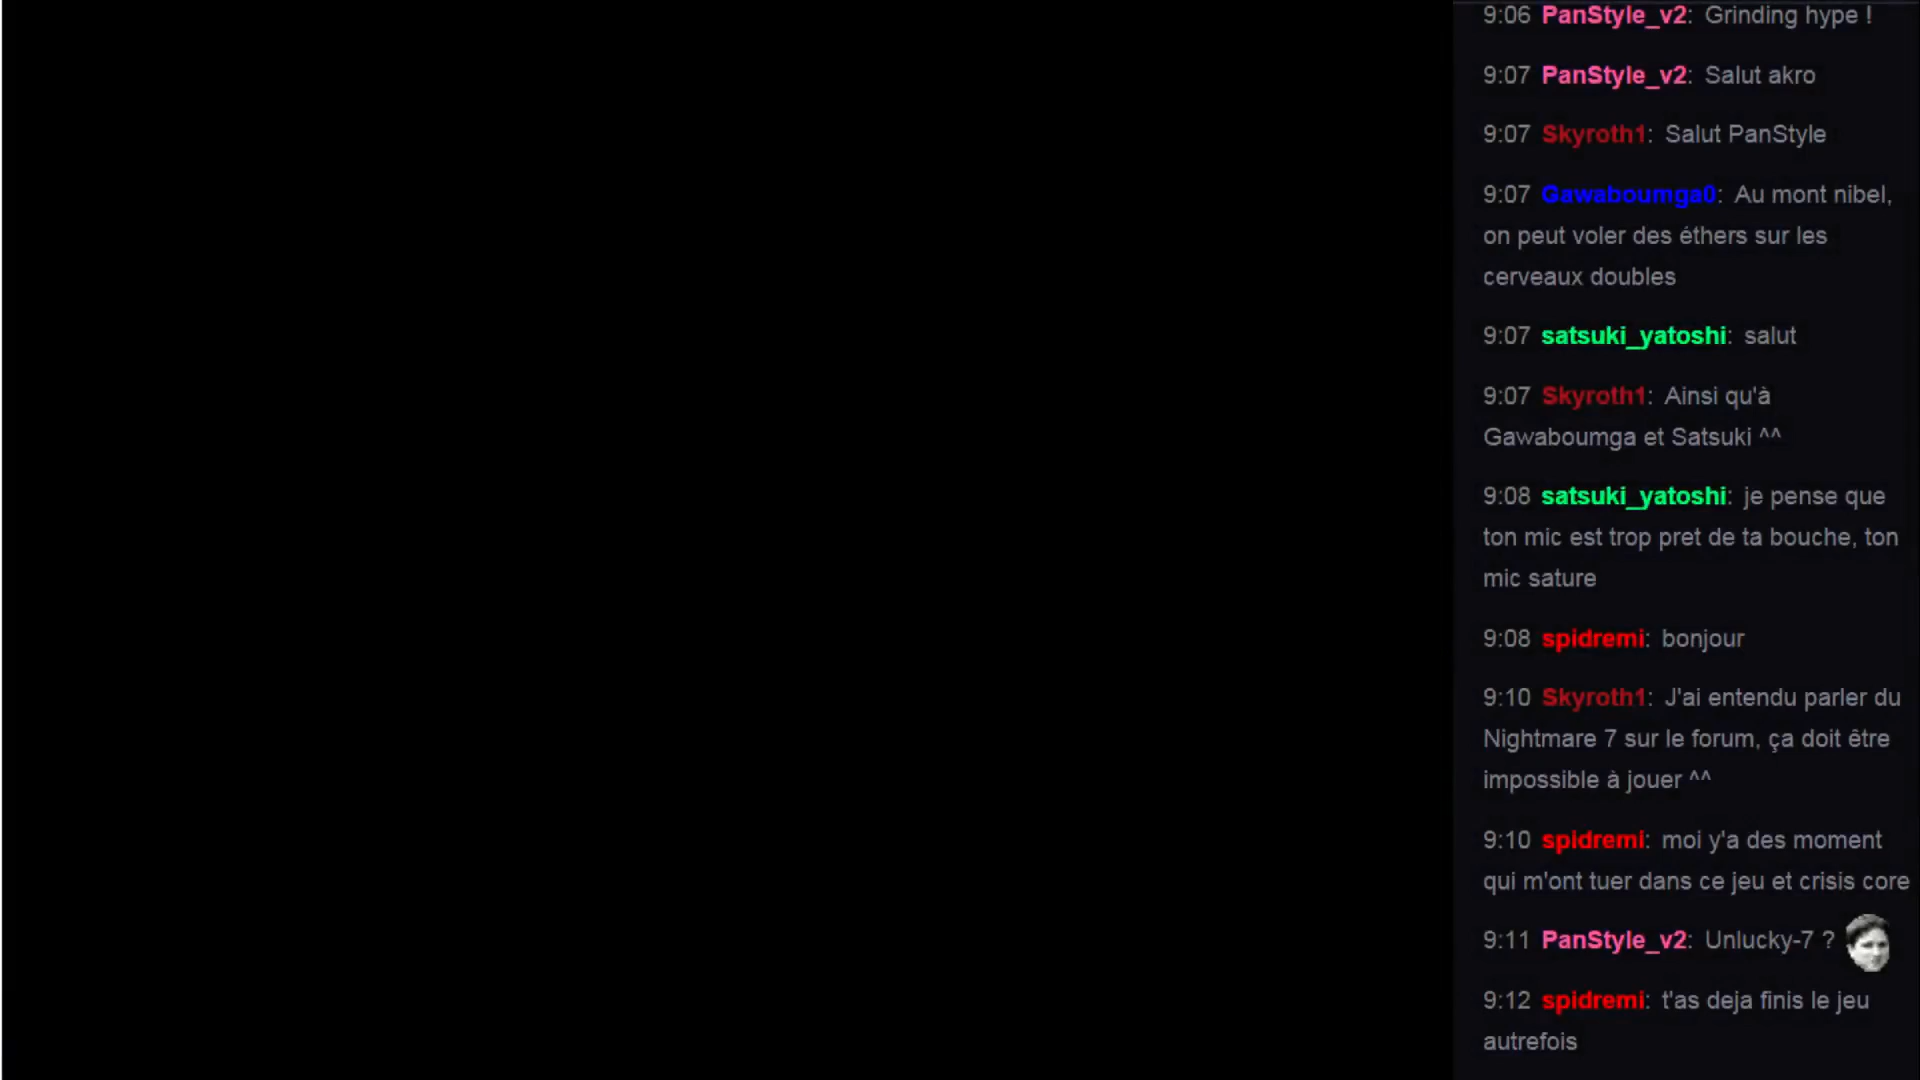 9:06 PanStyle_v2: Grinding hype !
9:07 PanStyle_v2: Salut akro
9:07 Skyroth1: Salut PanStyle
9:07 Gawaboumga0: Au mont nibel,
on peut voler des éthers sur les
cerveaux doubles
9:07 satsuki_yatoshi: salut
9:07 Skyroth1: Ainsi qu'à
Gawaboumga et Satsuki ^^
9:08 satsuki_yatoshi: je pense que
ton mic est trop pret de ta bouche, ton
mic sature
9:08 spidremi: bonjour
9:10 Skyroth1: J'ai entendu parler du
Nightmare 7 sur le forum, ça doit être
impossible à jouer ^^
9:10 spidremi: moi y'a des moment
qui m'ont tuer dans ce jeu et crisis core
9:11 PanStyle_v2: Unlucky-7 ?
9:12 spidremi: t'as deja finis le jeu
autrefois